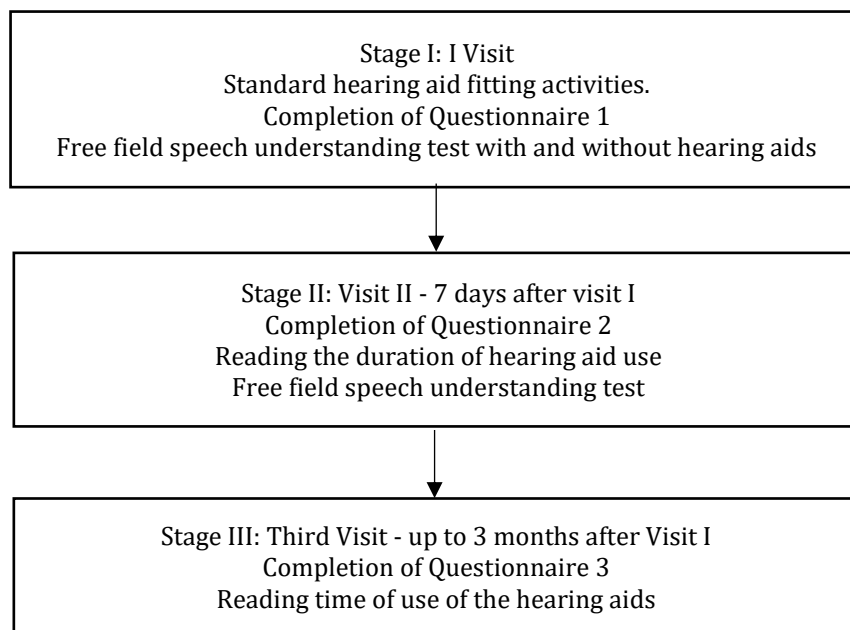 Stage I: I Visit
Standard hearing aid fitting activities.
Completion of Questionnaire 1
Free field speech understanding test with and without hearing aids
Stage II: Visit II - 7 days after visit I
Completion of Questionnaire 2
Reading the duration of hearing aid use
Free field speech understanding test
Stage III: Third Visit - up to 3 months after Visit I
Completion of Questionnaire 3
Reading time of use of the hearing aids